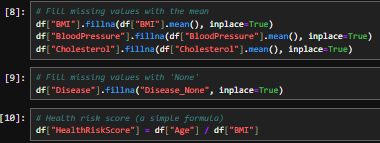 [8]:
# Fill missing values with the mean
df["BMI"].fillna(df["BMI"].mean(), inplace=True)
df["BloodPressure"].fillna(df["BloodPressure"].mean(), inplace=True)
df["Cholesterol"].fillna(df["Cholesterol"].mean(), inplace=True)
[9]:
# Fill missing values with 'None'
df["Disease"].fillna("Disease_None", inplace=True)
[10]:
# Health risk score (a simple formula)
df["HealthRiskScore"] = df["Age"] / df["BMI"]